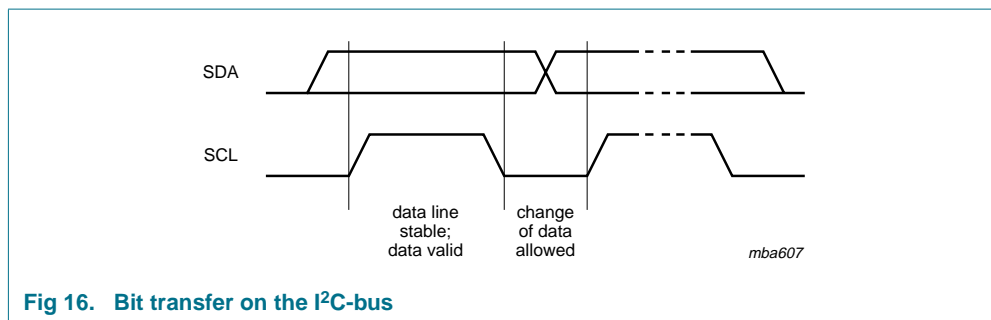 SDA
SCL
data line
stable;
data valid
change
of data
allowed
mba607
Fig 16. Bit transfer on the I²C-bus